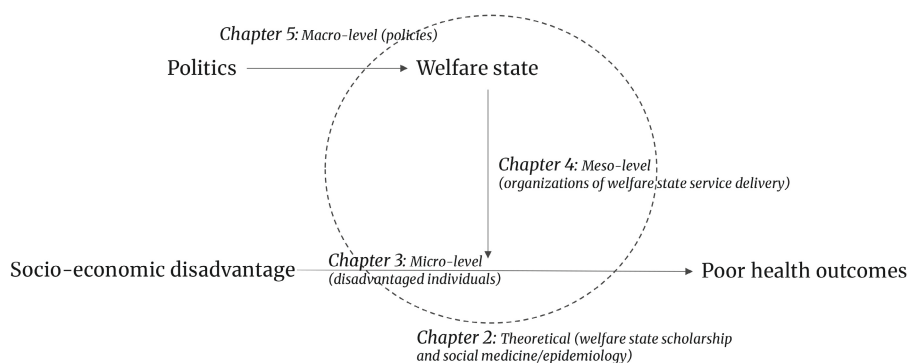 Chapter 5: Macro-level (policies)
Politics
Welfare state
Chapter 4: Meso-level
(organizations of welfare state service delivery)
Chapter 3: Micro-level
(disadvantaged individuals)
Socio-economic disadvantage
Poor health outcomes
Chapter 2: Theoretical (welfare state scholarship
and social medicine/epidemiology)